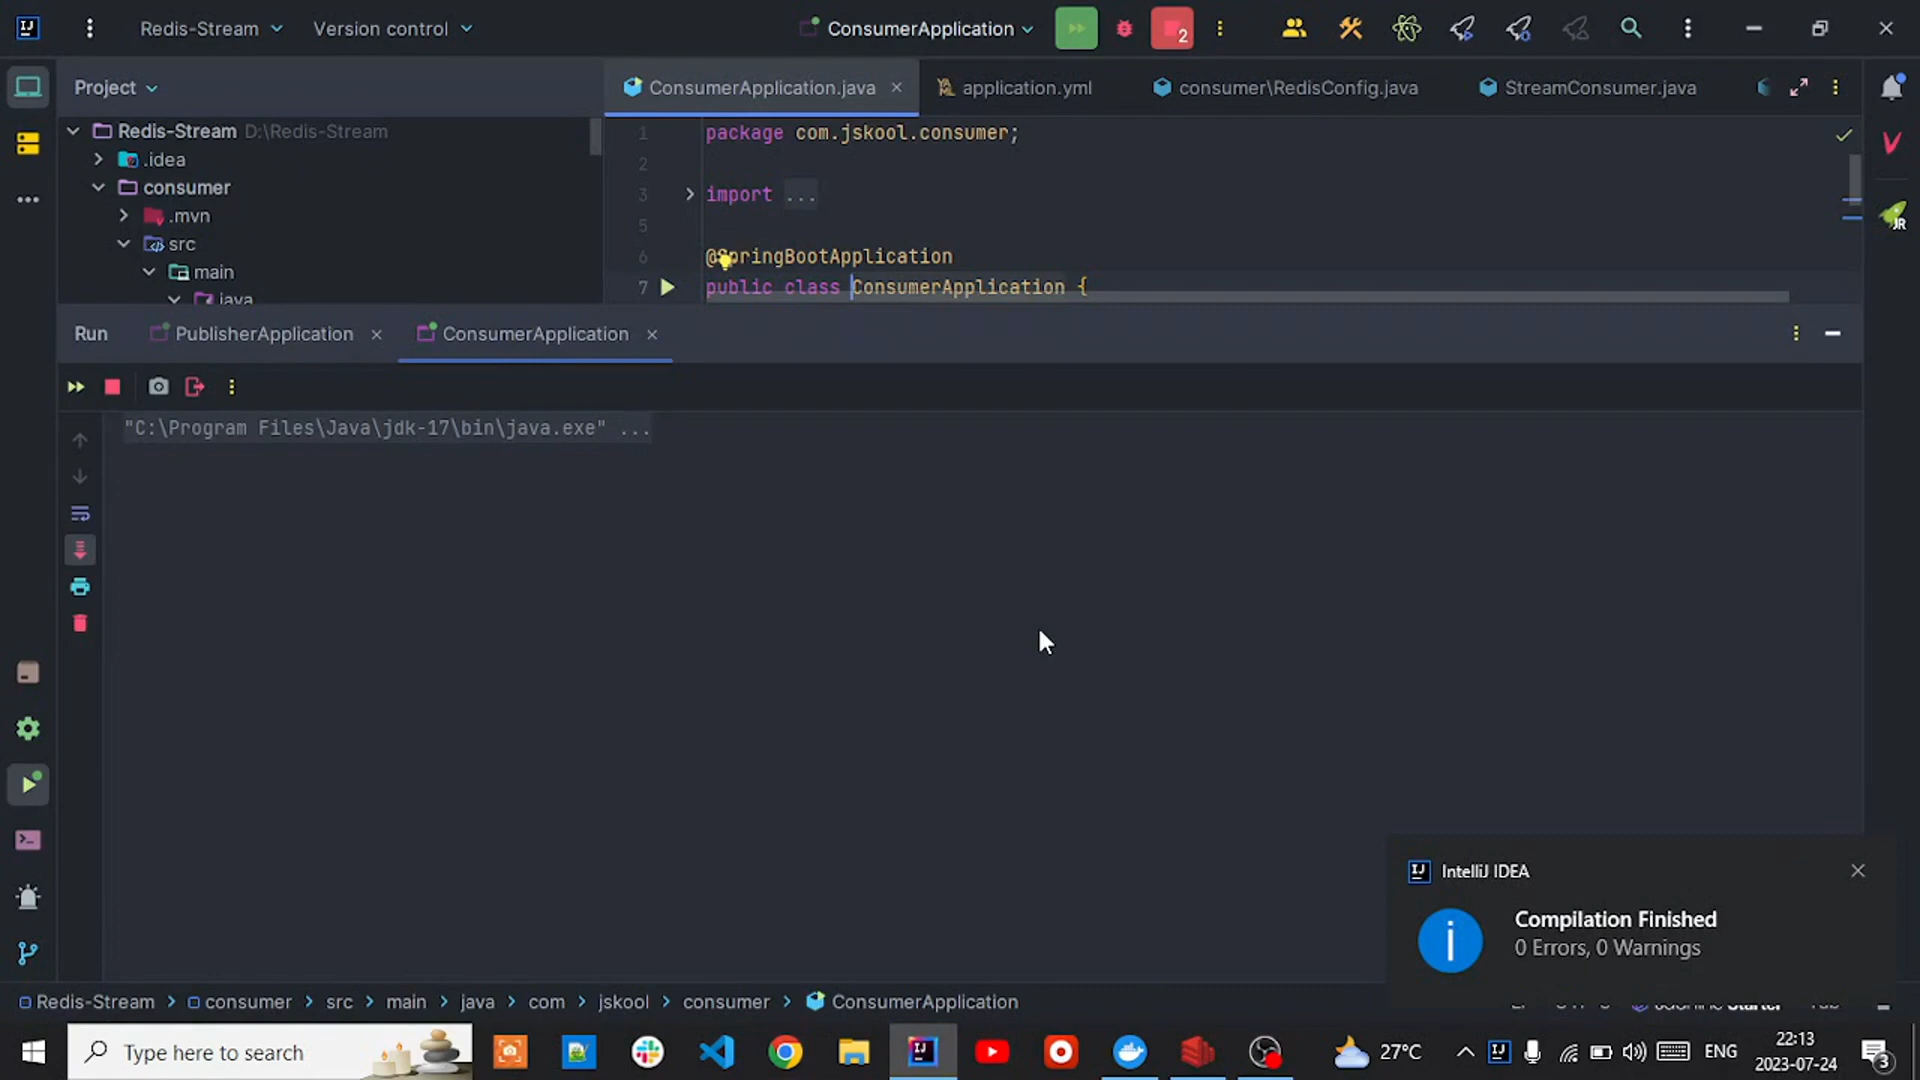 Redis-Stream
Version control
ConsumerApplication
2
Project
ConsumerApplication.java
application.yml
consumer\RedisConfig.java
StreamConsumer.java
Redis-Stream D:\Redis-Stream
.idea
consumer
.mvn
src
main
java
1 package com.jskool.consumer;
2
3 import ...
5
6 @SpringBootApplication
7 public class ConsumerApplication {
JR
Run
PublisherApplication
ConsumerApplication
"C:\Program Files\Java\jdk-17\bin\java.exe" ...
IntelliJ IDEA
Compilation Finished
0 Errors, 0 Warnings
Redis-Stream > consumer > src > main > java > com > jskool > consumer > ConsumerApplication
Type here to search
27°C
ENG
22:13
2023-07-24
3